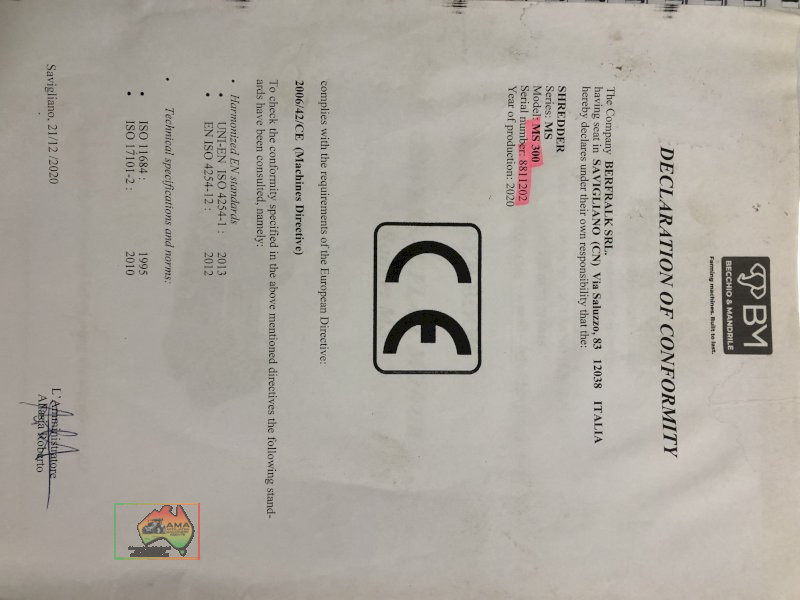 BM
BECCHIO & MANDRILE
Farming machines. Built to last.
DECLARATION OF CONFORMITY
The Company BERFRALK SRL.
having seat in SAVIGLIANO (CN) Via Saluzzo, 83 12038 ITALIA
hereby declares under their own responsibility that the:
SHREDDER
Series: MS
Model: MS 300
Serial number: 8811202
Year of production: 2020
CE
complies with the requirements of the European Directive:
2006/42/CE (Machines Directive)
To check the conformity specified in the above mentioned directives the following stand-
ards have been consulted, namely:
• Harmonized EN standards
• UNI-EN ISO 4254-1 : 2013
• EN ISO 4254-12 : 2012
• Technical specifications and norms:
• ISO 11684 : 1995
• ISO 17101-2 : 2010
Savigliano, 21/12 /2020
L'Amministratore
Roberto
AMA